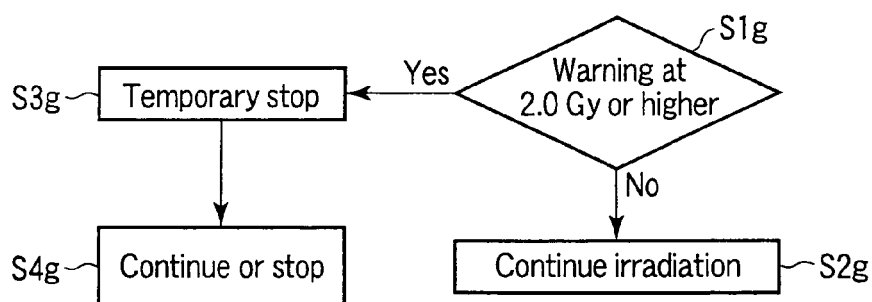 S1g
Warning at
2.0 Gy or higher
Yes
S3g
Temporary stop
No
S4g
Continue or stop
Continue irradiation
S2g